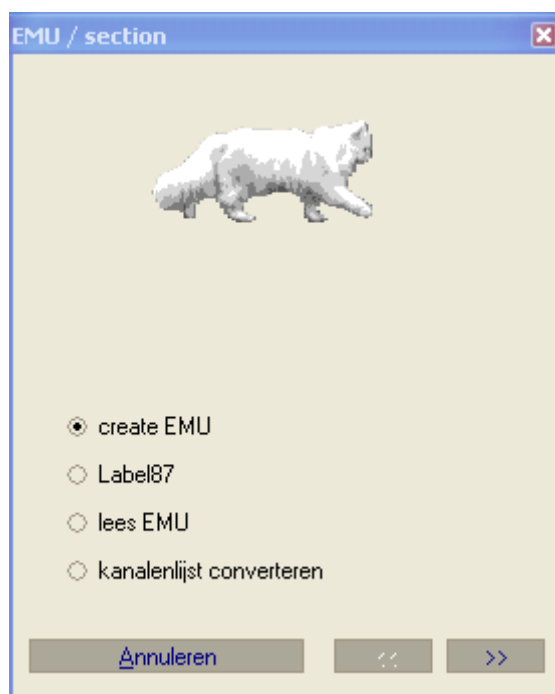 EMU / section
create EMU
Label87
lees EMU
kanalenlijst converteren
Annuleren << >>